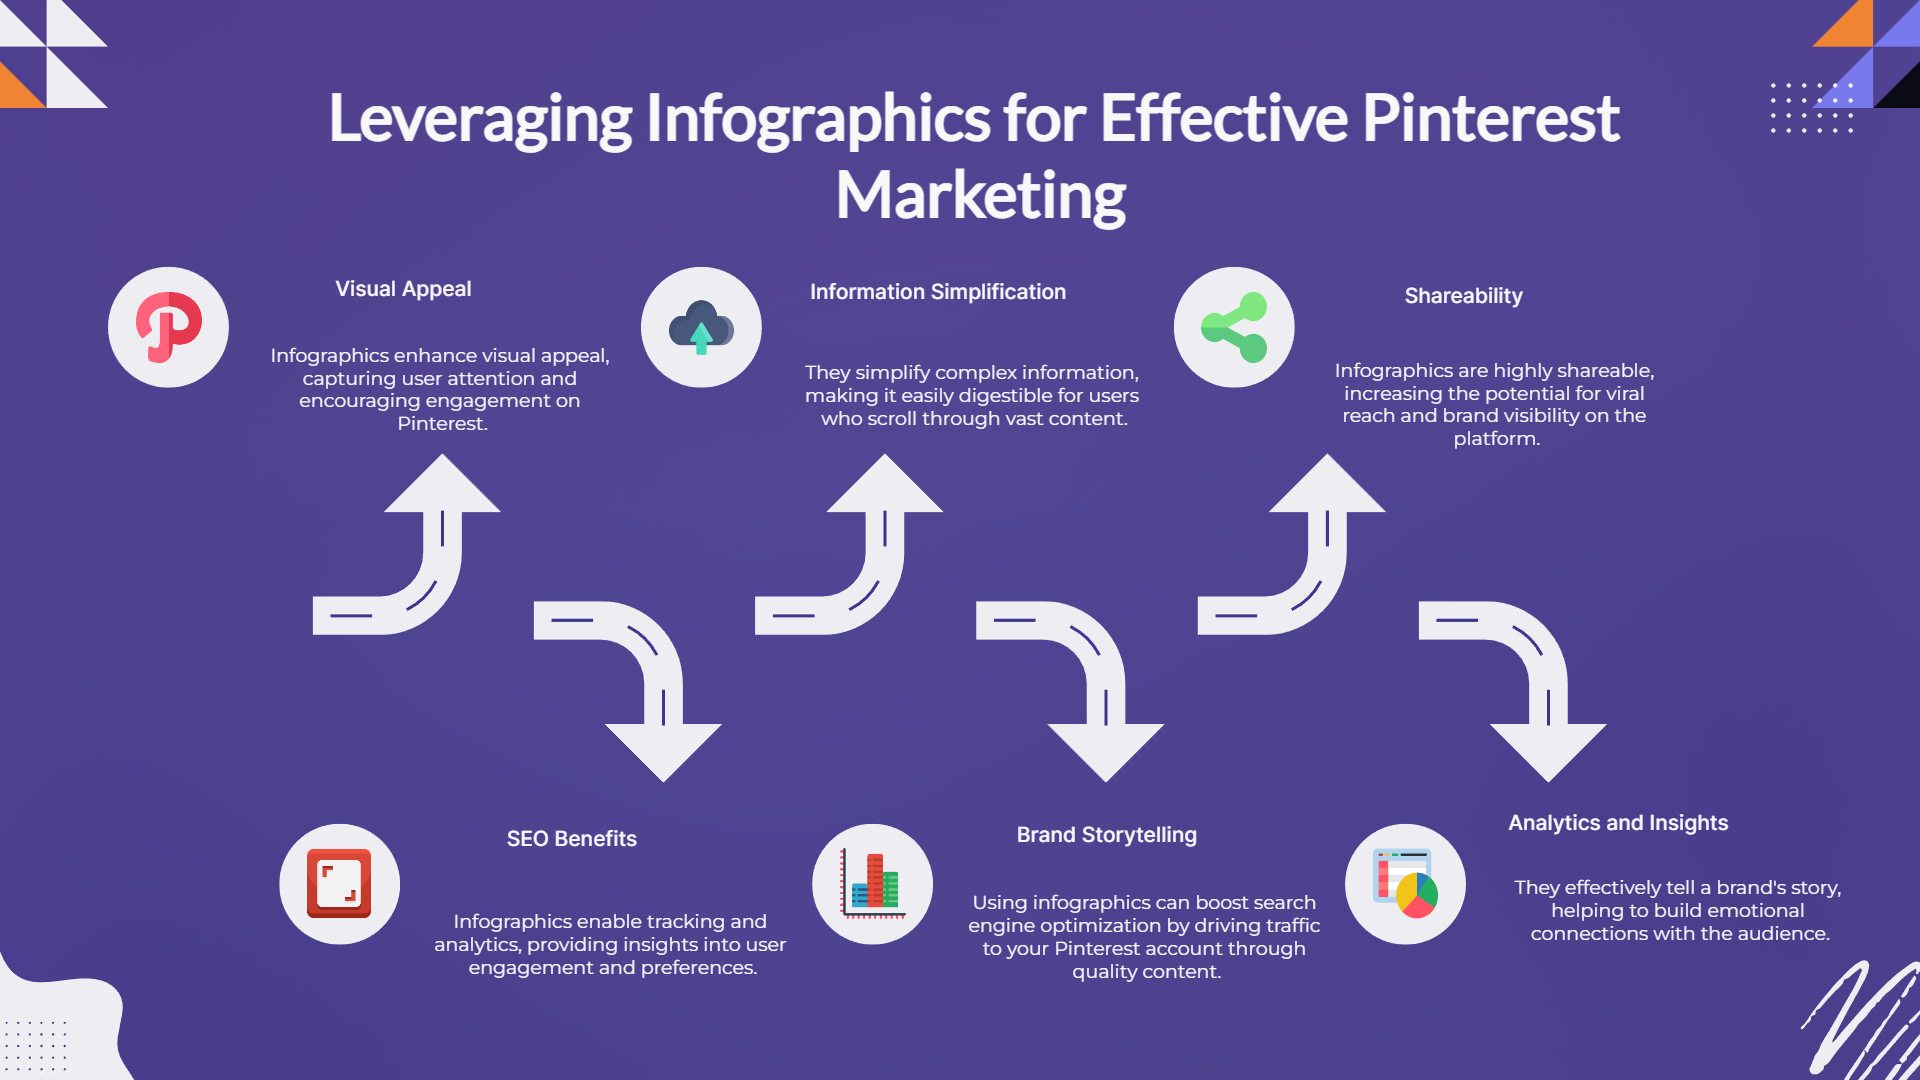 Leveraging Infographics for Effective Pinterest
Marketing
Visual Appeal
Infographics enhance visual appeal,
capturing user attention and
encouraging engagement on
Pinterest.
Information Simplification
They simplify complex information,
making it easily digestible for users
who scroll through vast content.
Shareability
Infographics are highly shareable,
increasing the potential for viral
reach and brand visibility on the
platform.
SEO Benefits
Infographics enable tracking and
analytics, providing insights into user
engagement and preferences.
Brand Storytelling
Using infographics can boost search
engine optimization by driving traffic
to your Pinterest account through
quality content.
Analytics and Insights
They effectively tell a brand's story,
helping to build emotional
connections with the audience.